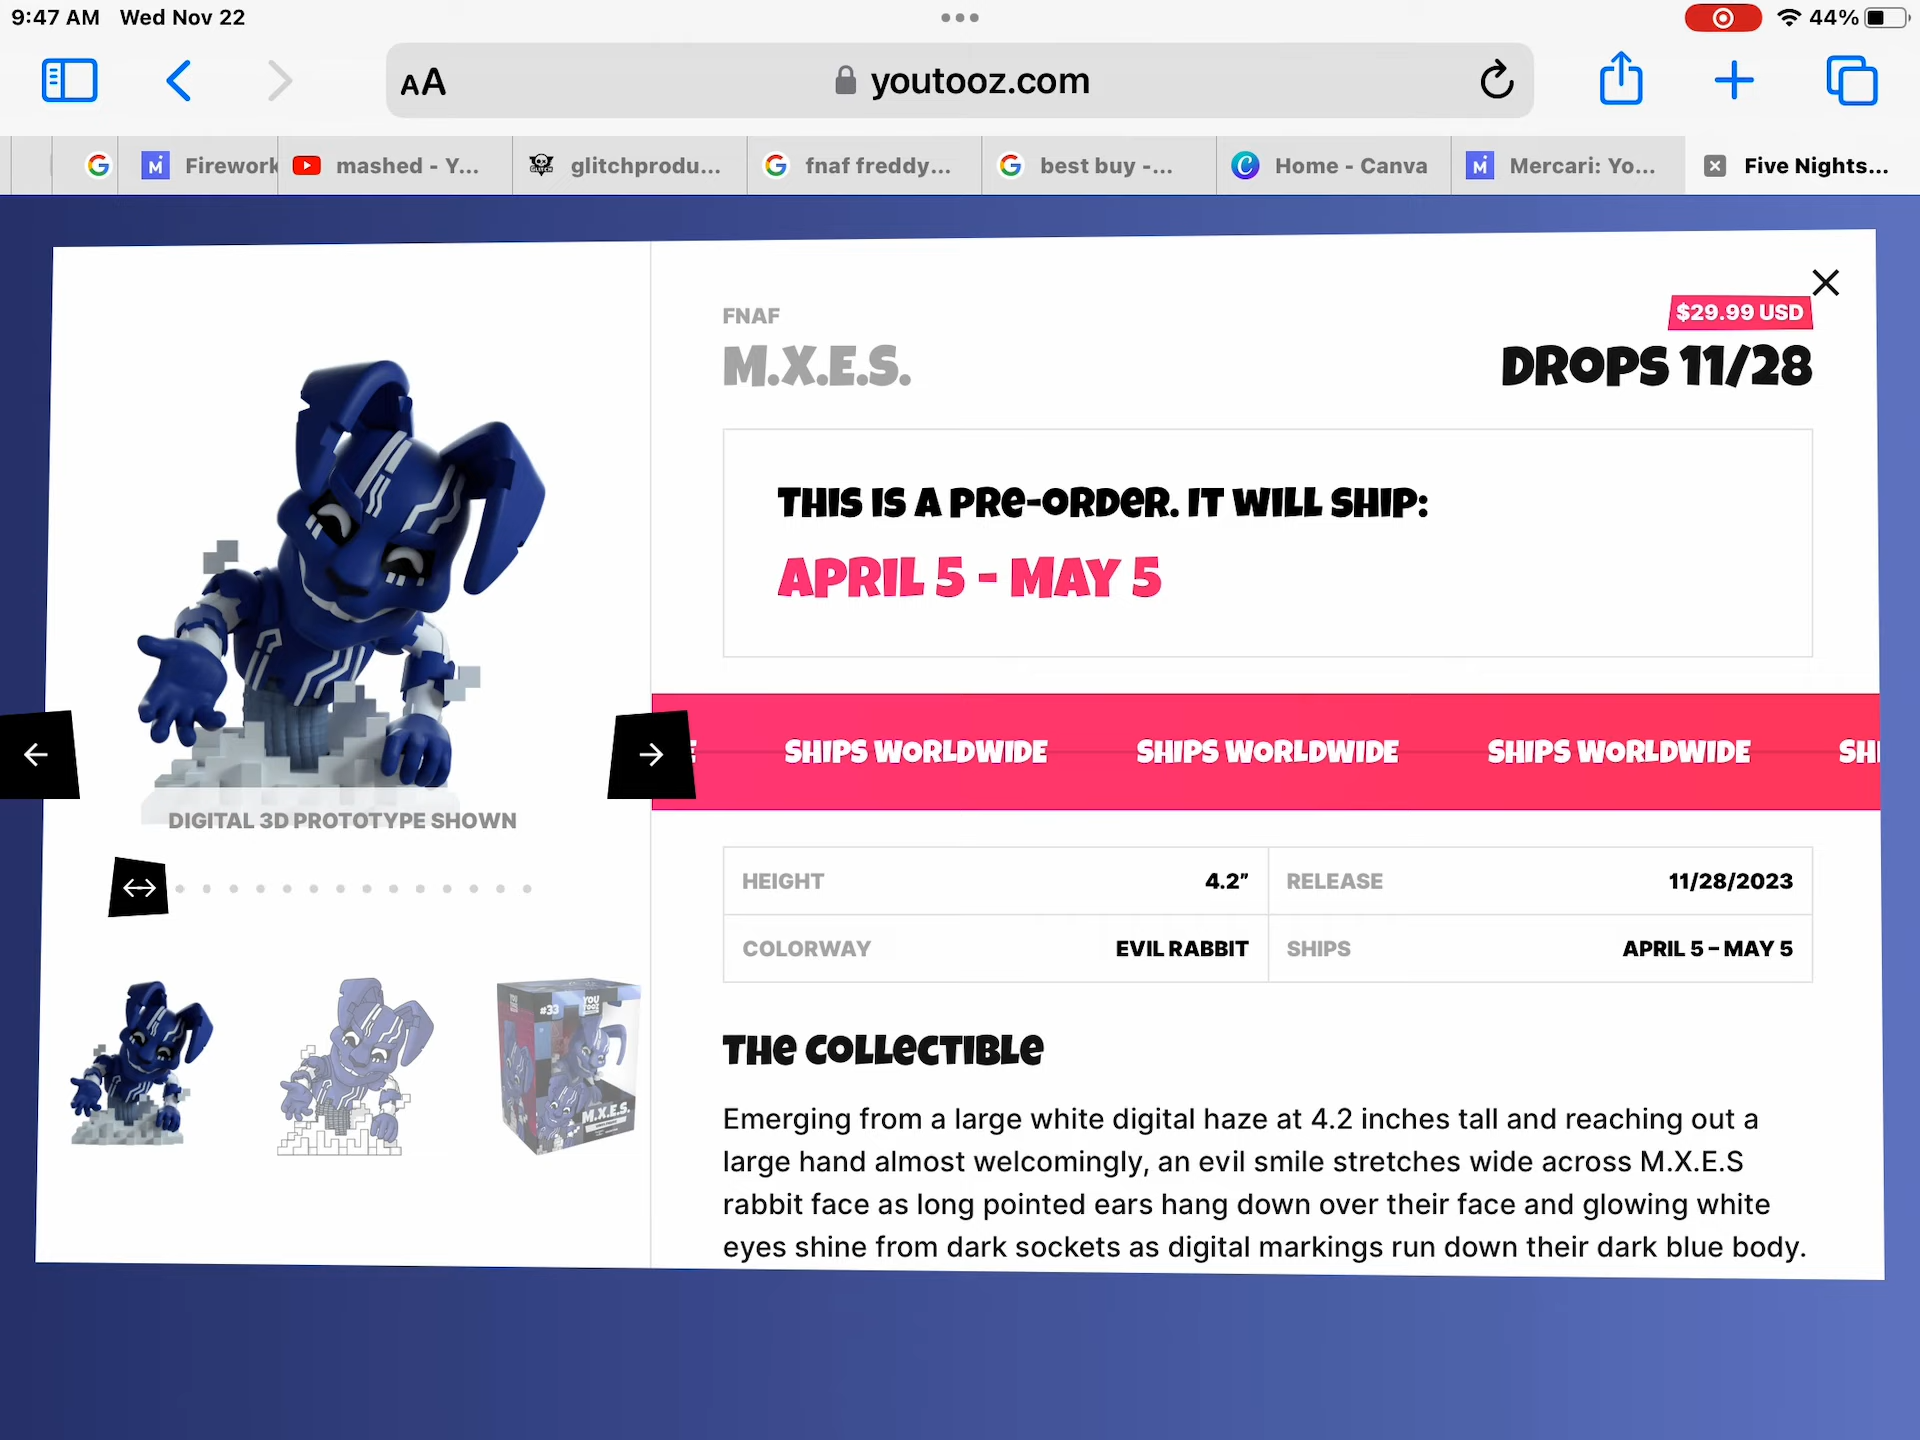 9:47 AM Wed Nov 22
44%
AA
youtooz.com
Firework
mashed - Y...
glitchprodu...
fnaf freddy...
best buy -...
Home - Canva
Mercari: Yo...
Five Nights...
FNAF
M.X.E.S.
$29.99 USD
DROPS 11/28
THIS IS A PRE-ORDER. IT WILL SHIP:
APRIL 5 - MAY 5
SHIPS WORLDWIDE SHIPS WORLDWIDE SHIPS WORLDWIDE SHI
DIGITAL 3D PROTOTYPE SHOWN
#33
YOU TOOZ
M.X.E.S.
HEIGHT 4.2”
RELEASE 11/28/2023
COLORWAY EVIL RABBIT
SHIPS APRIL 5 – MAY 5
THE COLLECTIBLE
Emerging from a large white digital haze at 4.2 inches tall and reaching out a
large hand almost welcomingly, an evil smile stretches wide across M.X.E.S
rabbit face as long pointed ears hang down over their face and glowing white
eyes shine from dark sockets as digital markings run down their dark blue body.